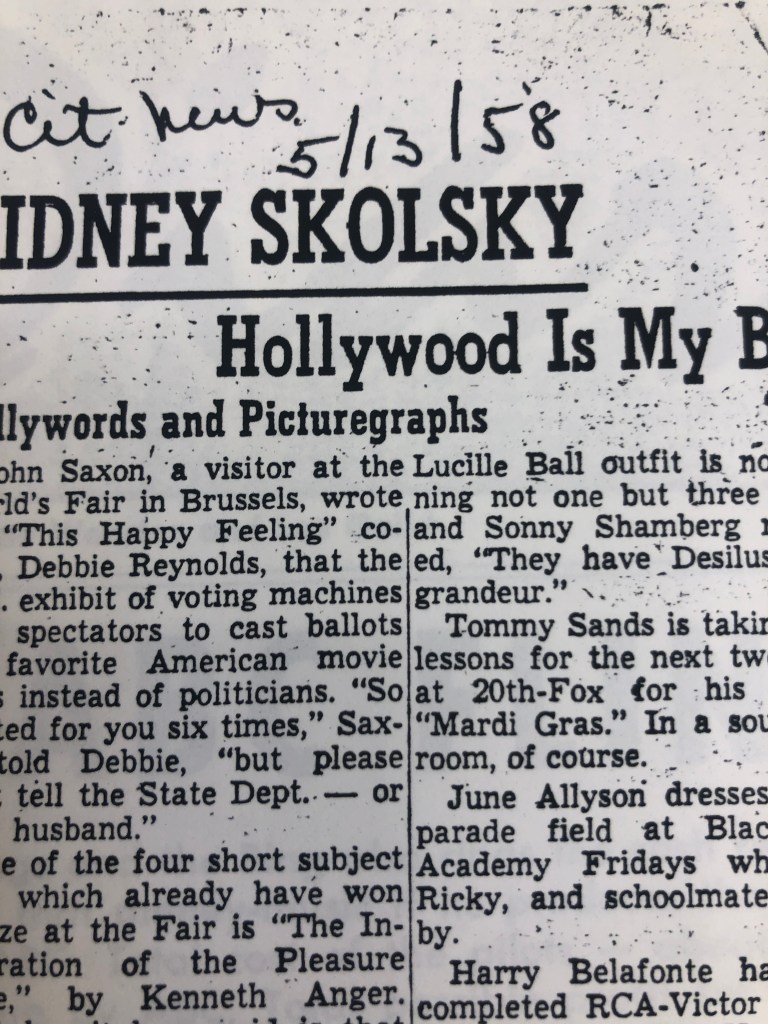 Cit. News
5/13/58
IDNEY SKOLSKY
Hollywood Is My B
llywords and Picturegraphs
ohn Saxon, a visitor at the
rld's Fair in Brussels, wrote
"This Happy Feeling" co-
, Debbie Reynolds, that the
. exhibit of voting machines
spectators to cast ballots
favorite American movie
s instead of politicians. "So
ted for you six times," Sax-
told Debbie, "but please
t tell the State Dept. — or
husband."
e of the four short subject
which already have won
ze at the Fair is "The In-
ration of the Pleasure
e," by Kenneth Anger.
Lucille Ball outfit is no
ning not one but three
and Sonny Shamberg r
ed, "They have Desilus
grandeur."
Tommy Sands is takin
lessons for the next tw
at 20th-Fox for his
"Mardi Gras." In a sou
room, of course.
June Allyson dresses
parade field at Blac
Academy Fridays wh
Ricky, and schoolmate
by.
Harry Belafonte ha
completed RCA-Victor